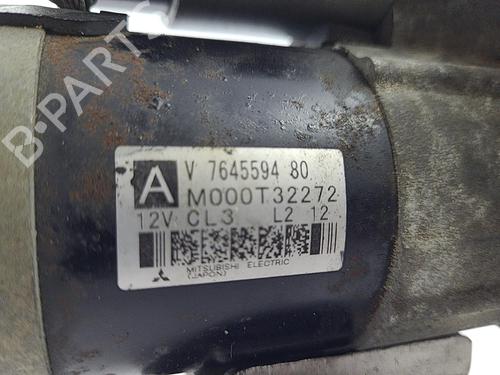 B-PARTS
A
V 7645594 80
M000T32272
12V CL3 L2 12
MITSUBISHI ELECTRIC
(JAPAN)